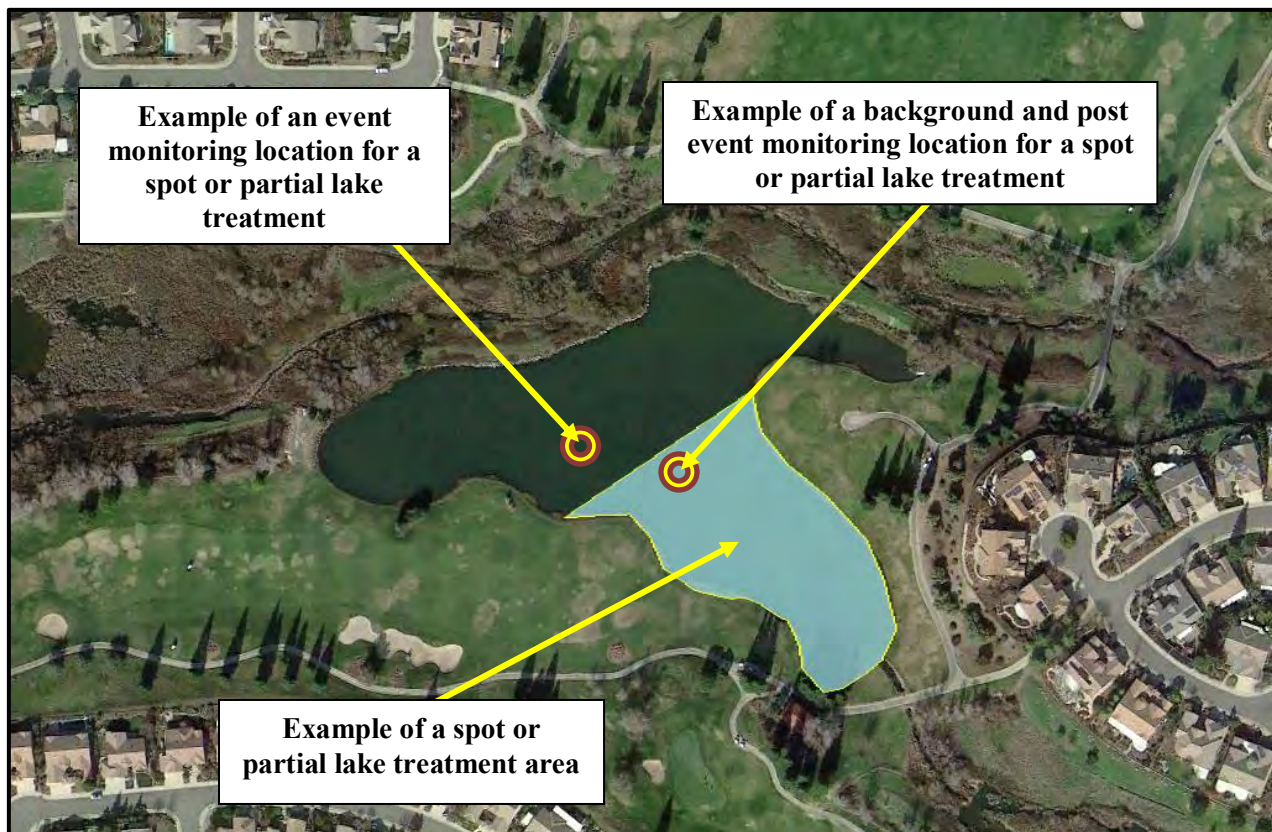 Example of an event
monitoring location for a
spot or partial lake
treatment
Example of a background and post
event monitoring location for a spot
or partial lake treatment
Example of a spot or
partial lake treatment area